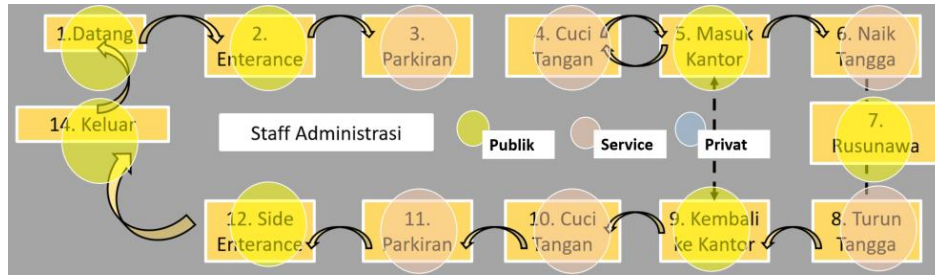 1.Datang
2.
Enterance
3.
Parkiran
4. Cuci
Tangan
5. Masuk
Kantor
6. Naik
Tangga
14. Keluar
Staff Administrasi
Publik
Service
Privat
7.
Rusunawa
12. Side
Enterance
11.
Parkiran
10. Cuci
Tangan
9. Kembali
ke Kantor
8. Turun
Tangga